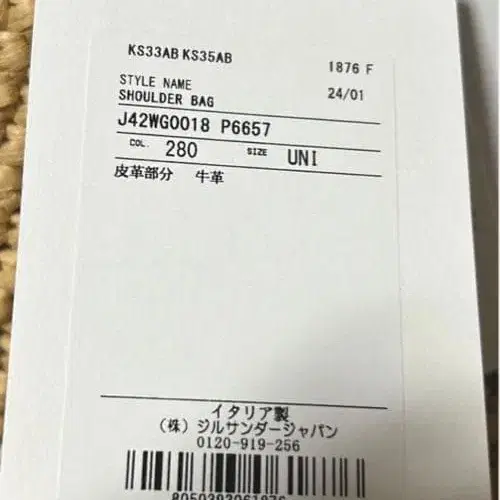 KS33AB KS35AB
1876 F
STYLE NAME
24/01
SHOULDER BAG
J42WG0018 P6657
COL. 280 SIZE UNI
皮革部分 牛革
イタリア製
(株) ジルサンダージャパン
0120-919-256